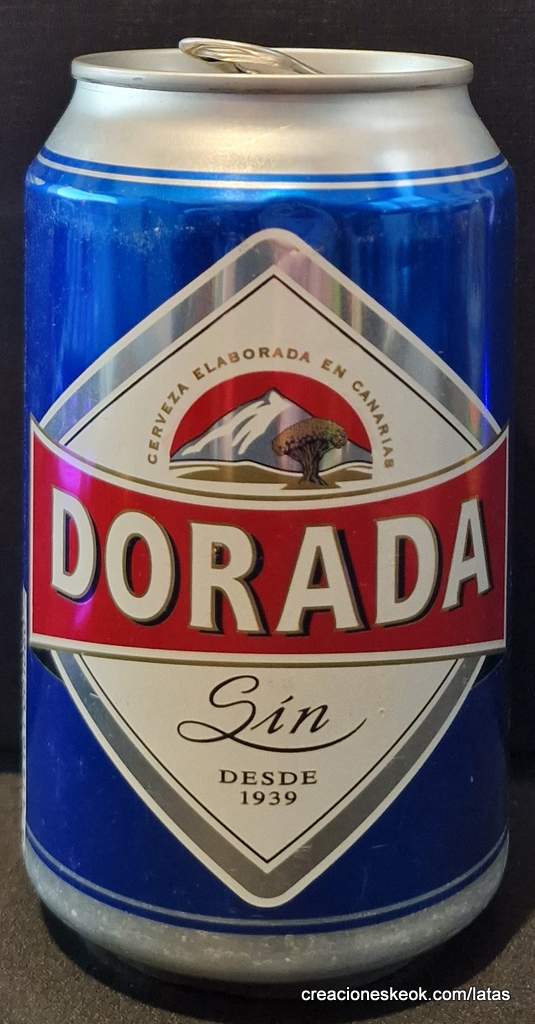 CERVEZA ELABORADA EN CANARIAS
DORADA
Sin
DESDE
1939
creacioneskeok.com/latas